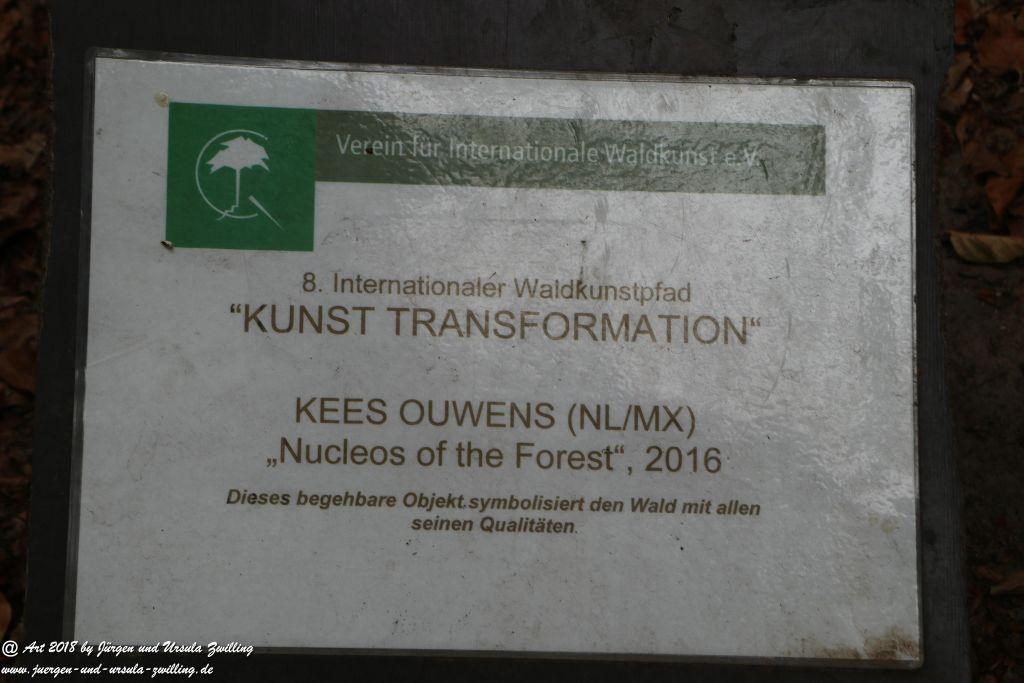 Verein für Internationale Waldkunst e.V.
8. Internationaler Waldkunstpfad
“KUNST TRANSFORMATION“
KEES OUWENS (NL/MX)
„Nucleos of the Forest“, 2016
Dieses begehbare Objekt symbolisiert den Wald mit allen
seinen Qualitäten.
@ Art 2018 by Jürgen und Ursula Zwilling
www.juergen-und-ursula-zwilling.de